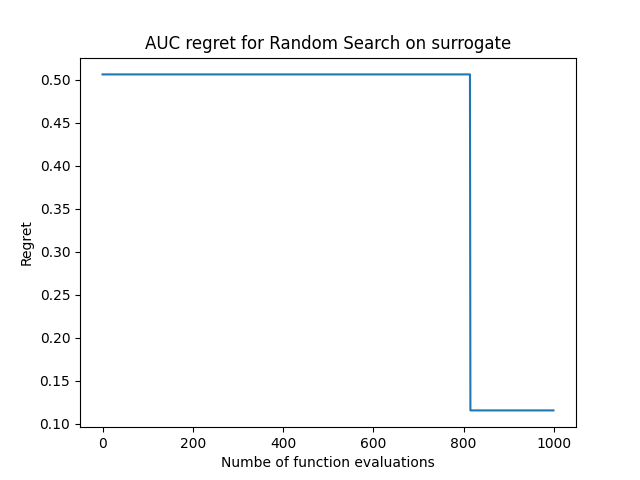 AUC regret for Random Search on surrogate
0.50
0.45
0.40
0.35
0.30
0.25
0.20
0.15
0.10
Regret
0 200 400 600 800 1000
Numbe of function evaluations